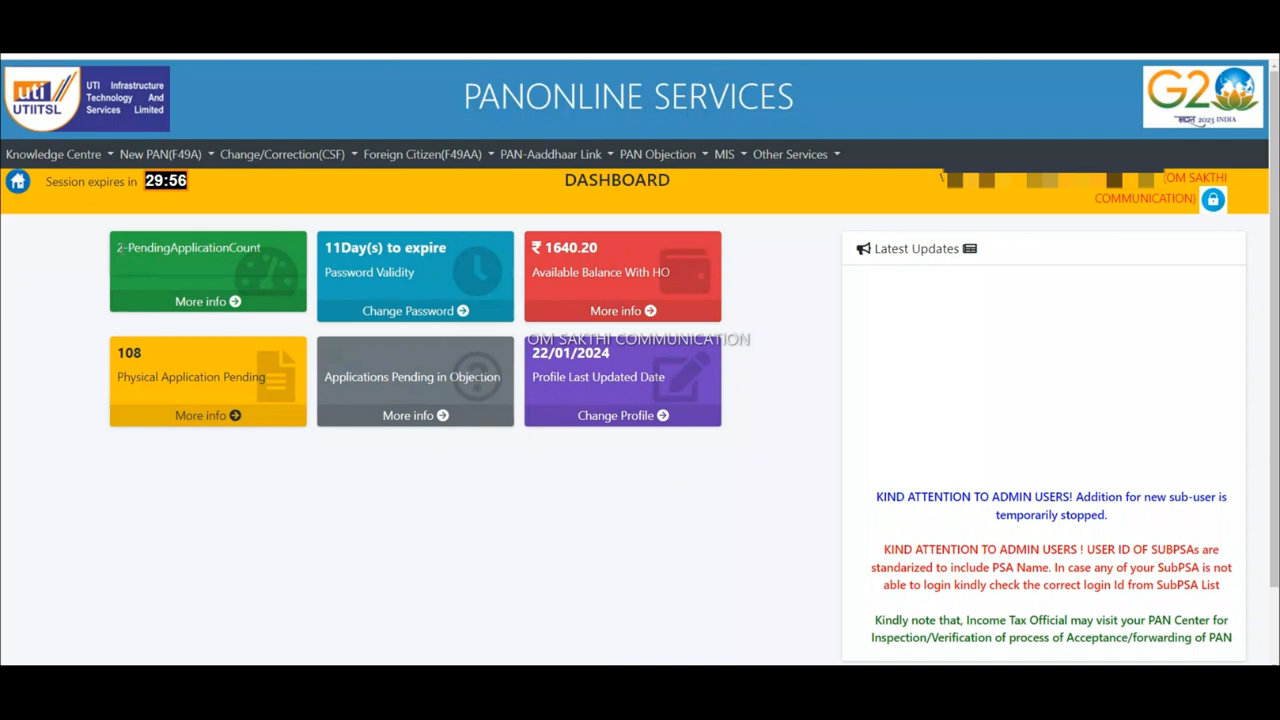 uti
UTIITSL
UTI Infrastructure
Technology And
Services Limited
PANONLINE SERVICES
G20
भारत 2023 INDIA
Knowledge Centre New PAN(F49A) Change/Correction(CSF) Foreign Citizen(F49AA) PAN-Aadhaar Link PAN Objection MIS Other Services
Session expires in 29:56
DASHBOARD
(OM SAKTHI
COMMUNICATION)
2-PendingApplicationCount
More info
11Day(s) to expire
Password Validity
Change Password
₹ 1640.20
Available Balance With HO
More info
OM SAKTHI COMMUNICATION
108
Physical Application Pending
More info
Applications Pending in Objection
More info
22/01/2024
Profile Last Updated Date
Change Profile
Latest Updates
KIND ATTENTION TO ADMIN USERS! Addition for new sub-user is
temporarily stopped.
KIND ATTENTION TO ADMIN USERS ! USER ID OF SUBPSAs are
standarized to include PSA Name. In case any of your SubPSA is not
able to login kindly check the correct login Id from SubPSA List
Kindly note that, Income Tax Official may visit your PAN Center for
Inspection/Verification of process of Acceptance/forwarding of PAN